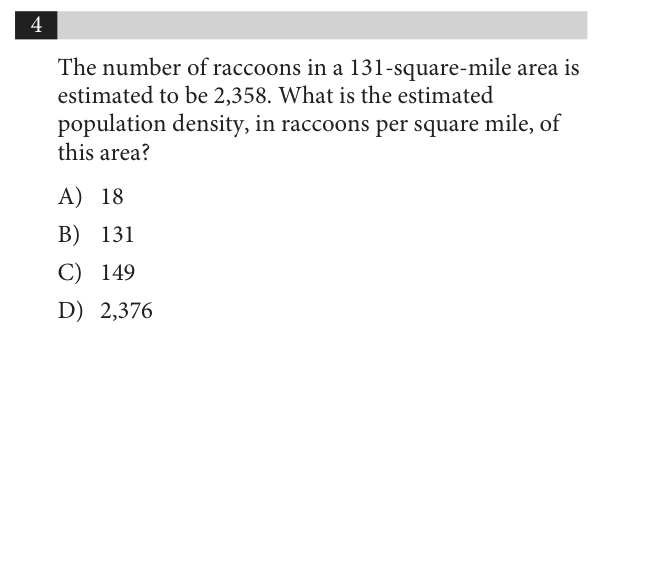 4
The number of raccoons in a 131-square-mile area is
estimated to be 2,358. What is the estimated
population density, in raccoons per square mile, of
this area?
A) 18
B) 131
C) 149
D) 2,376